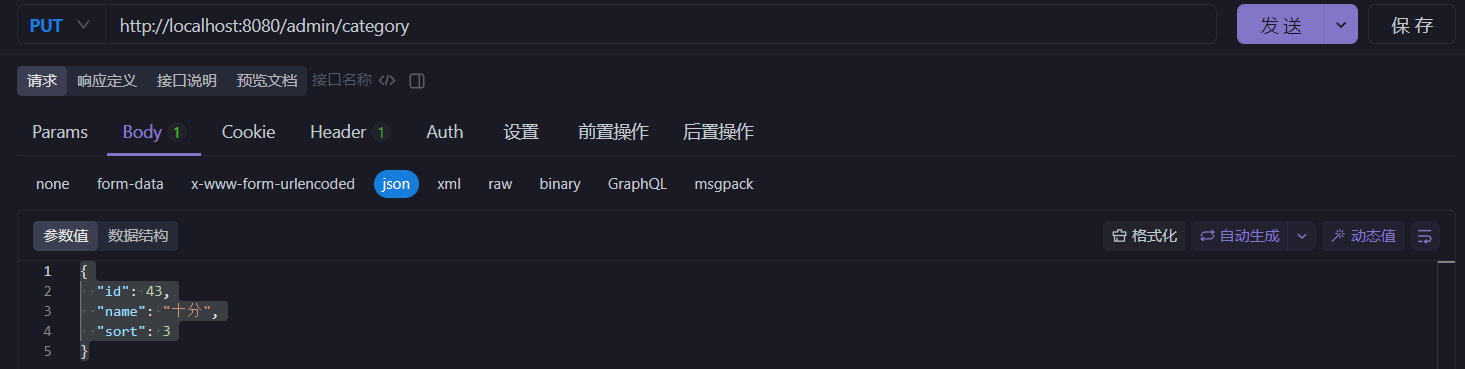 PUT http://localhost:8080/admin/category 发 送 保 存
请求 响应定义 接口说明 预览文档 接口名称
Params Body 1 Cookie Header 1 Auth 设置 前置操作 后置操作
none form-data x-www-form-urlencoded json xml raw binary GraphQL msgpack
参数值 数据结构 格式化 自动生成 动态值
1 {
2 "id": 43,
3 "name": "十分",
4 "sort": 3
5 }